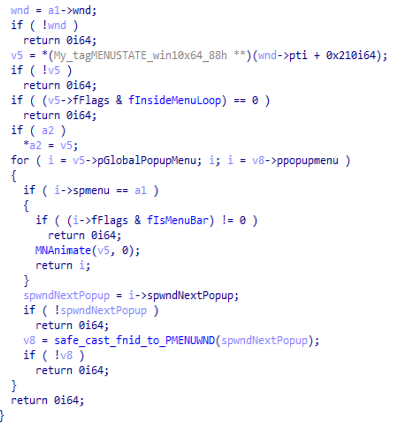 wnd = a1->wnd;
if ( !wnd )
return 0i64;
v5 = *(My_tagMENUSTATE_win10x64_88h **)(wnd->pti + 0x210i64);
if ( !v5 )
return 0i64;
if ( (v5->fFlags & fInsideMenuLoop) == 0 )
return 0i64;
if ( a2 )
*a2 = v5;
for ( i = v5->pGlobalPopupMenu; i; i = v8->ppopupmenu )
{
if ( i->spmenu == a1 )
{
if ( (i->fFlags & fIsMenuBar) != 0 )
return 0i64;
MNAnimate(v5, 0);
return i;
}
spwndNextPopup = i->spwndNextPopup;
if ( !spwndNextPopup )
return 0i64;
v8 = safe_cast_fnid_to_PMENUWND(spwndNextPopup);
if ( !v8 )
return 0i64;
}
return 0i64;
}